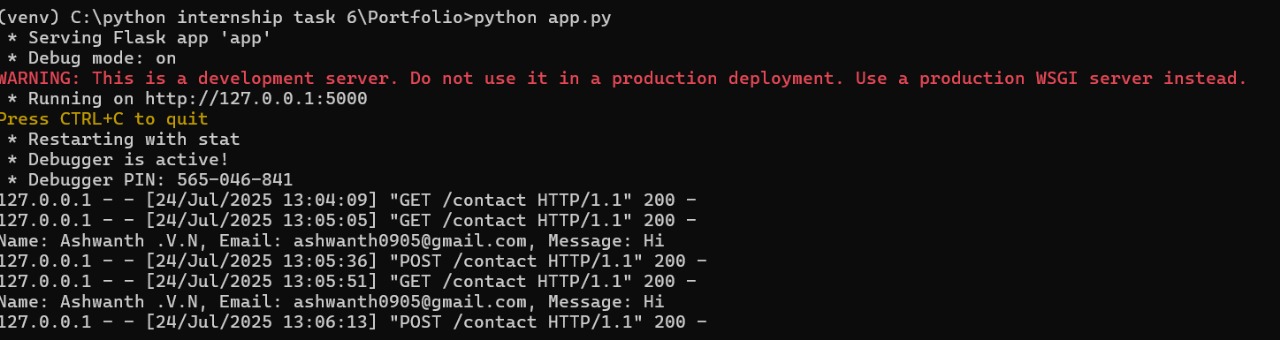 (venv) C:\python internship task 6\Portfolio>python app.py
 * Serving Flask app 'app'
 * Debug mode: on
WARNING: This is a development server. Do not use it in a production deployment. Use a production WSGI server instead.
 * Running on http://127.0.0.1:5000
Press CTRL+C to quit
 * Restarting with stat
 * Debugger is active!
 * Debugger PIN: 565-046-841
127.0.0.1 - - [24/Jul/2025 13:04:09] "GET /contact HTTP/1.1" 200 -
127.0.0.1 - - [24/Jul/2025 13:05:05] "GET /contact HTTP/1.1" 200 -
Name: Ashwanth .V.N, Email: ashwanth0905@gmail.com, Message: Hi
127.0.0.1 - - [24/Jul/2025 13:05:36] "POST /contact HTTP/1.1" 200 -
127.0.0.1 - - [24/Jul/2025 13:05:51] "GET /contact HTTP/1.1" 200 -
Name: Ashwanth .V.N, Email: ashwanth0905@gmail.com, Message: Hi
127.0.0.1 - - [24/Jul/2025 13:06:13] "POST /contact HTTP/1.1" 200 -